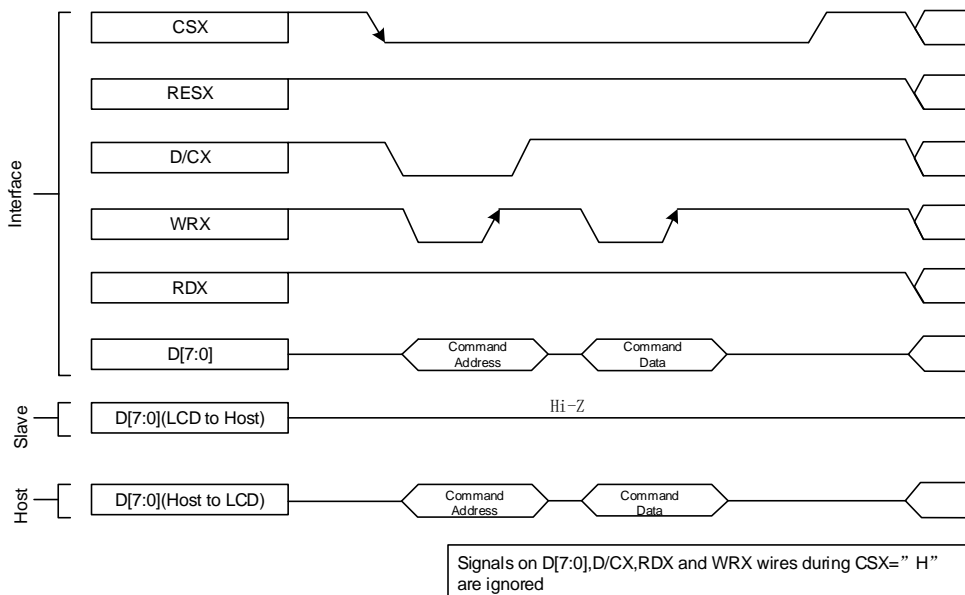 Interface
CSX
RESX
D/CX
WRX
RDX
D[7:0]
Command
Address
Command
Data
Slave
D[7:0](LCD to Host)
Hi-Z
Host
D[7:0](Host to LCD)
Command
Address
Command
Data
Signals on D[7:0],D/CX,RDX and WRX wires during CSX=” H”
are ignored